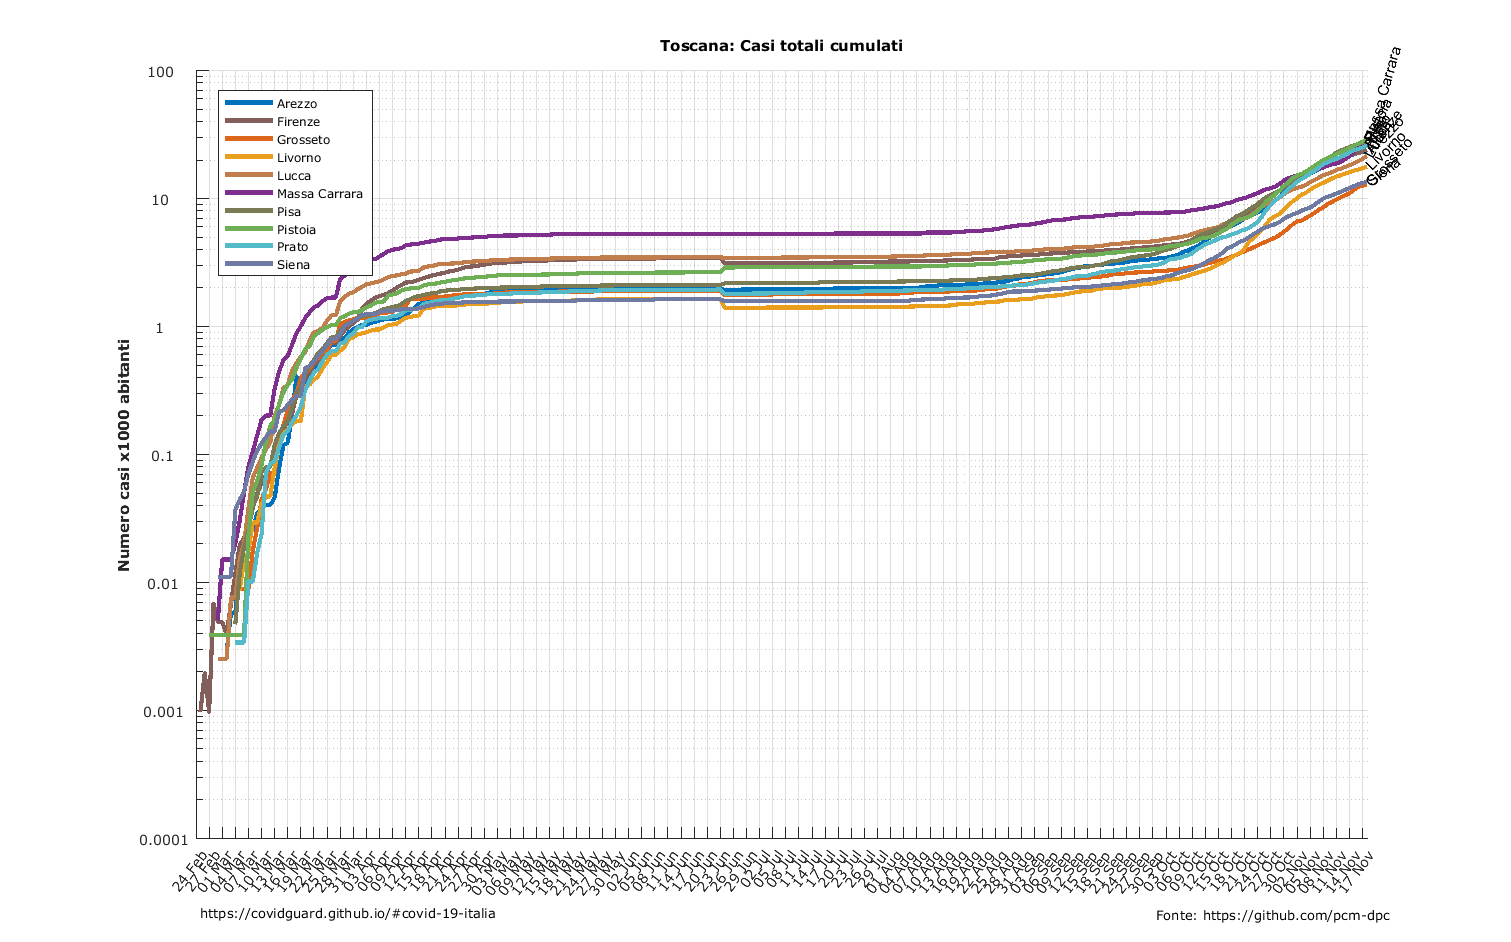 Toscana: Casi totali cumulati
Numero casi x1000 abitanti
100
10
1
0.1
0.01
0.001
0.0001
Arezzo
Firenze
Grosseto
Livorno
Lucca
Massa Carrara
Pisa
Pistoia
Prato
Siena
Massa Carrara
Livorno
Grosseto
Siena
24 Feb
27 Feb
01 Mar
04 Mar
07 Mar
10 Mar
13 Mar
16 Mar
19 Mar
22 Mar
25 Mar
28 Mar
31 Mar
03 Apr
06 Apr
09 Apr
12 Apr
15 Apr
18 Apr
21 Apr
24 Apr
27 Apr
30 Apr
03 May
06 May
09 May
12 May
15 May
18 May
21 May
24 May
27 May
30 May
02 Jun
05 Jun
08 Jun
11 Jun
14 Jun
17 Jun
20 Jun
23 Jun
26 Jun
29 Jun
02 Jul
05 Jul
08 Jul
11 Jul
14 Jul
17 Jul
20 Jul
23 Jul
26 Jul
29 Jul
01 Aug
04 Aug
07 Aug
10 Aug
13 Aug
16 Aug
19 Aug
22 Aug
25 Aug
28 Aug
31 Aug
03 Sep
06 Sep
09 Sep
12 Sep
15 Sep
18 Sep
21 Sep
24 Sep
27 Sep
30 Sep
03 Oct
06 Oct
09 Oct
12 Oct
15 Oct
18 Oct
21 Oct
24 Oct
27 Oct
30 Oct
02 Nov
05 Nov
08 Nov
11 Nov
14 Nov
17 Nov
https://covidguard.github.io/#covid-19-italia
Fonte: https://github.com/pcm-dpc